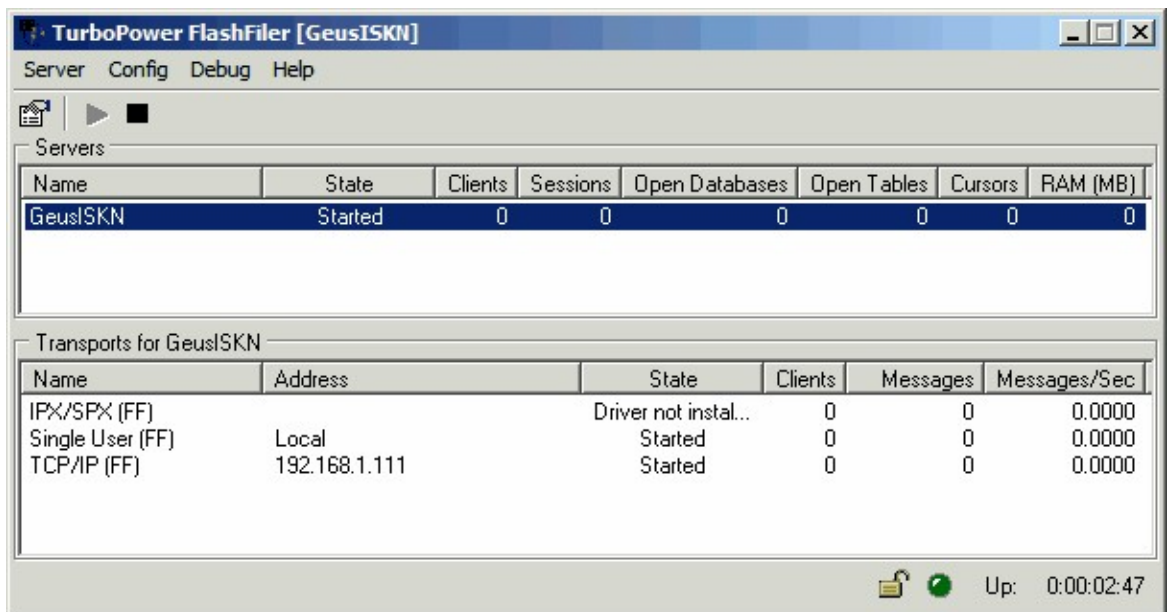 TurboPower FlashFiler [GeusISKN]
Server Config Debug Help
Servers
Name State Clients Sessions Open Databases Open Tables Cursors RAM (MB)
GeusISKN Started 0 0 0 0 0 0
Transports for GeusISKN
Name Address State Clients Messages Messages/Sec
IPX/SPX (FF) Driver not instal... 0 0 0.0000
Single User (FF) Local Started 0 0 0.0000
TCP/IP (FF) 192.168.1.111 Started 0 0 0.0000
Up: 0:00:02:47